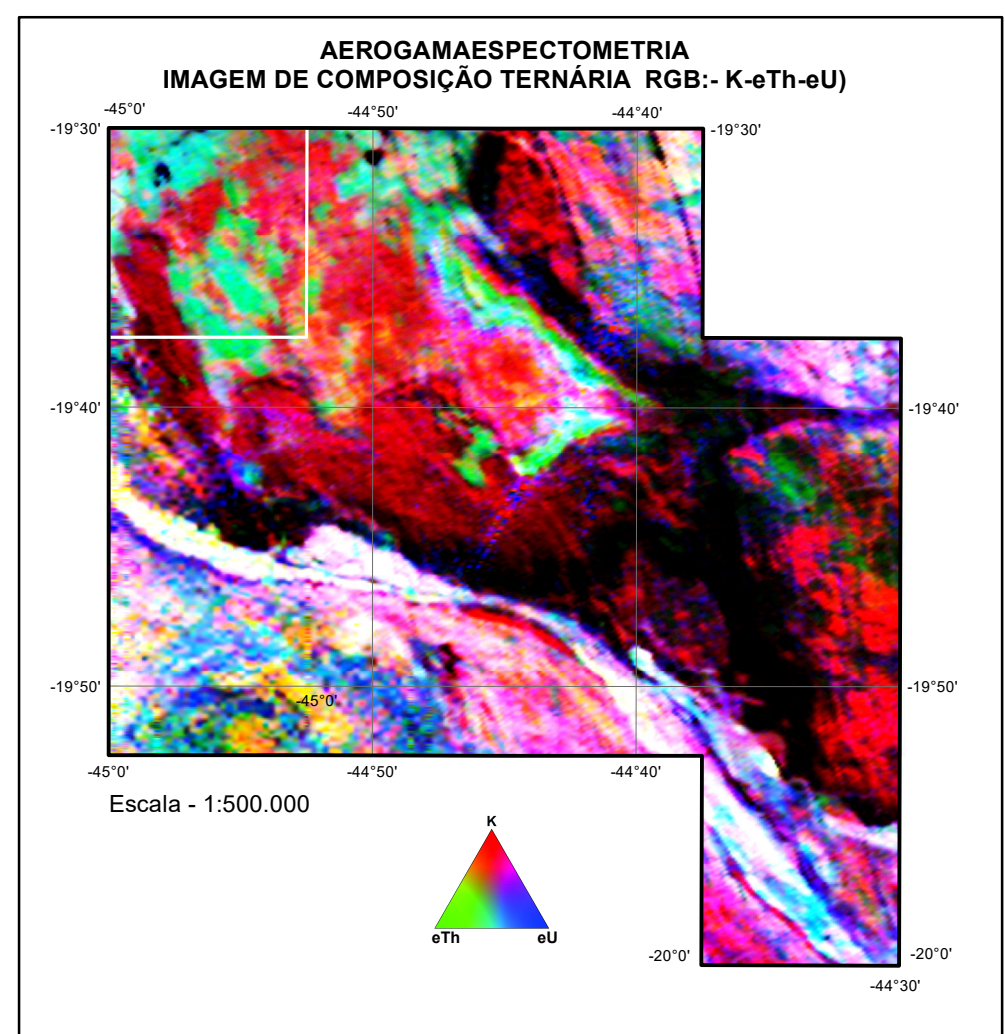 AEROGAMAESPECTOMETRIA
IMAGEM DE COMPOSIÇÃO TERNÁRIA RGB:- K-eTh-eU)
-45°0' -44°50' -44°40'
-19°30' -19°30'
-19°40' -19°40'
-19°50' -19°50'
-45°0'
-45°0' -44°50' -44°40'
Escala - 1:500.000
K
eTh eU
-20°0' -20°0'
-44°30'